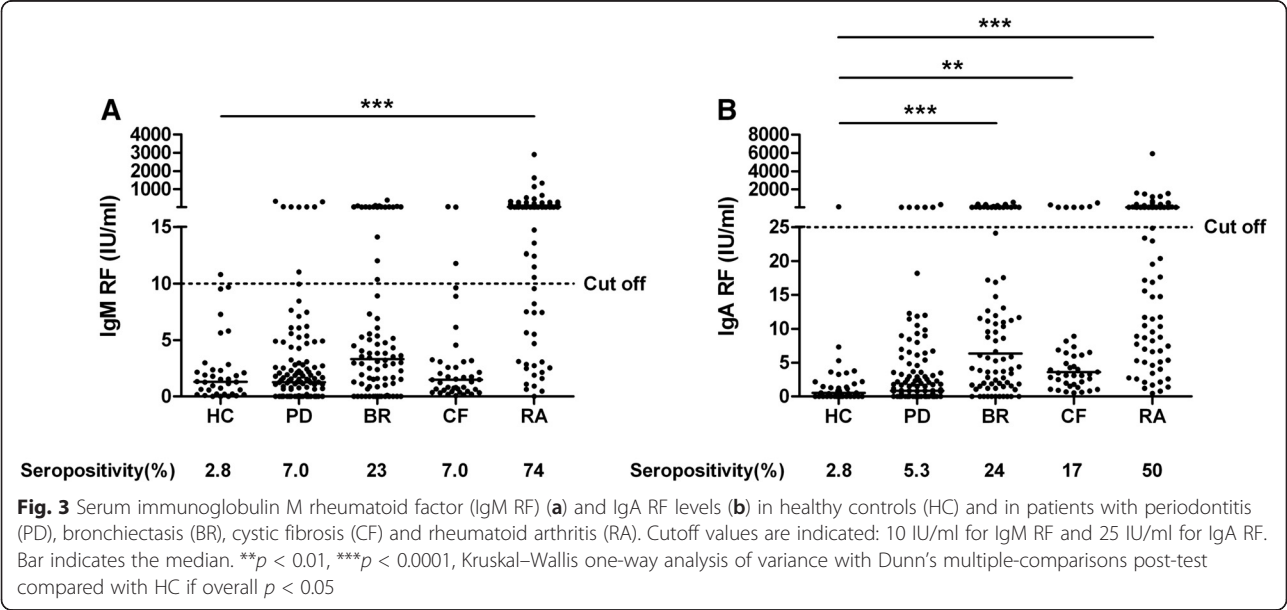 ***
A
IgM RF (IU/ml)
4000
3000
2000
1000
15
10
5
0
Cut off
HC PD BR CF RA
Seropositivity(%) 2.8 7.0 23 7.0 74
***
**
***
B
IgA RF (IU/ml)
8000
6000
4000
2000
25
20
15
10
5
0
Cut off
HC PD BR CF RA
Seropositivity(%) 2.8 5.3 24 17 50
Fig. 3 Serum immunoglobulin M rheumatoid factor (IgM RF) (a) and IgA RF levels (b) in healthy controls (HC) and in patients with periodontitis
(PD), bronchiectasis (BR), cystic fibrosis (CF) and rheumatoid arthritis (RA). Cutoff values are indicated: 10 IU/ml for IgM RF and 25 IU/ml for IgA RF.
Bar indicates the median. **p < 0.01, ***p < 0.0001, Kruskal–Wallis one-way analysis of variance with Dunn's multiple-comparisons post-test
compared with HC if overall p < 0.05